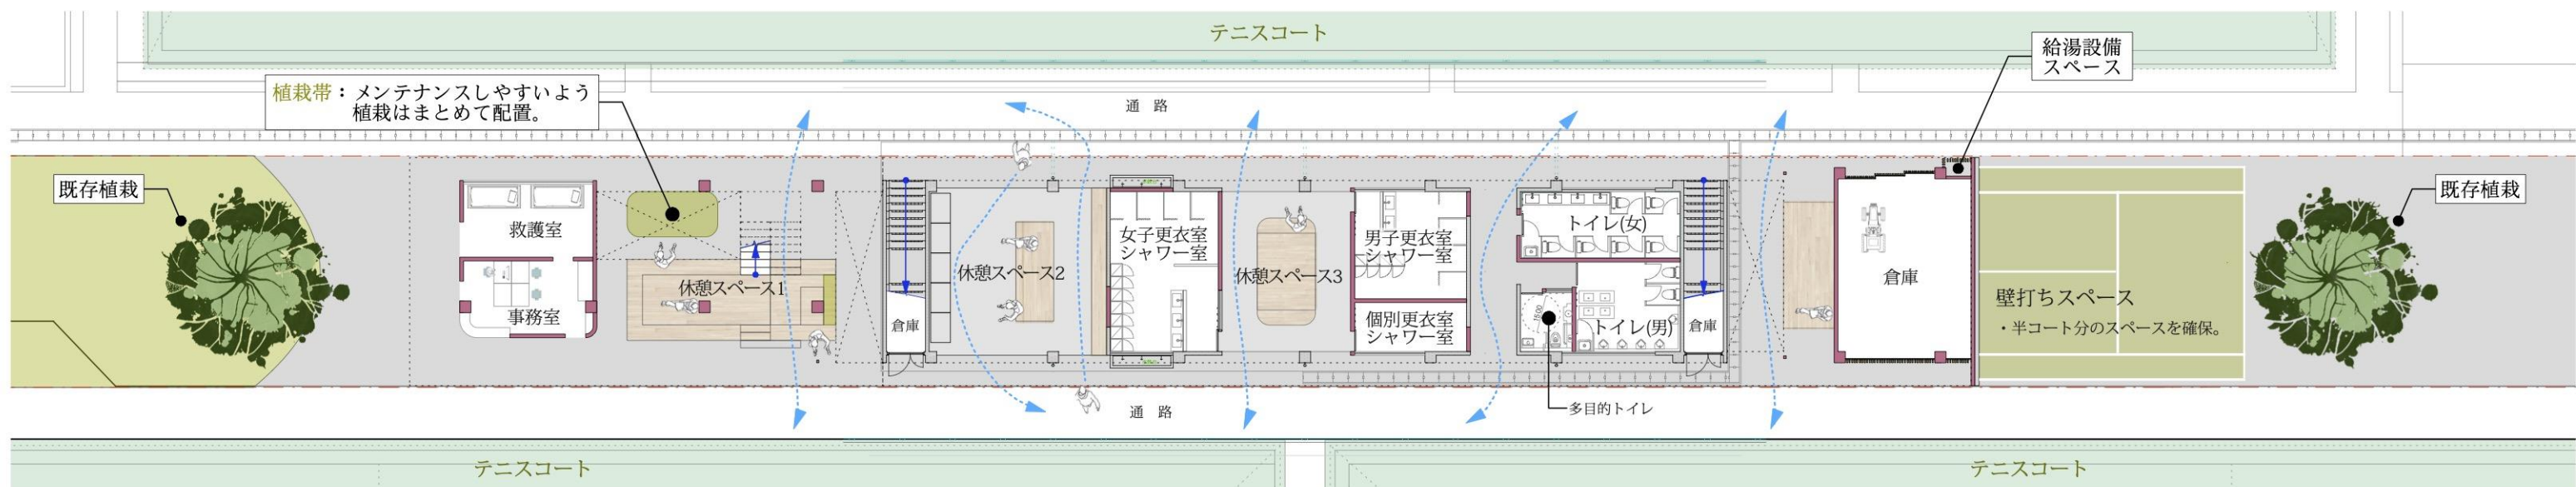 テニスコート
給湯設備
スペース
植栽帯：メンテナンスしやすいよう
植栽はまとめて配置。
通　路
既存植栽
既存植栽
救護室
事務室
休憩スペース1
倉庫
休憩スペース2
女子更衣室
シャワー室
休憩スペース3
男子更衣室
シャワー室
個別更衣室
シャワー室
トイレ(女)
トイレ(男)
倉庫
倉庫
壁打ちスペース
・半コート分のスペースを確保。
多目的トイレ
通　路
テニスコート
テニスコート